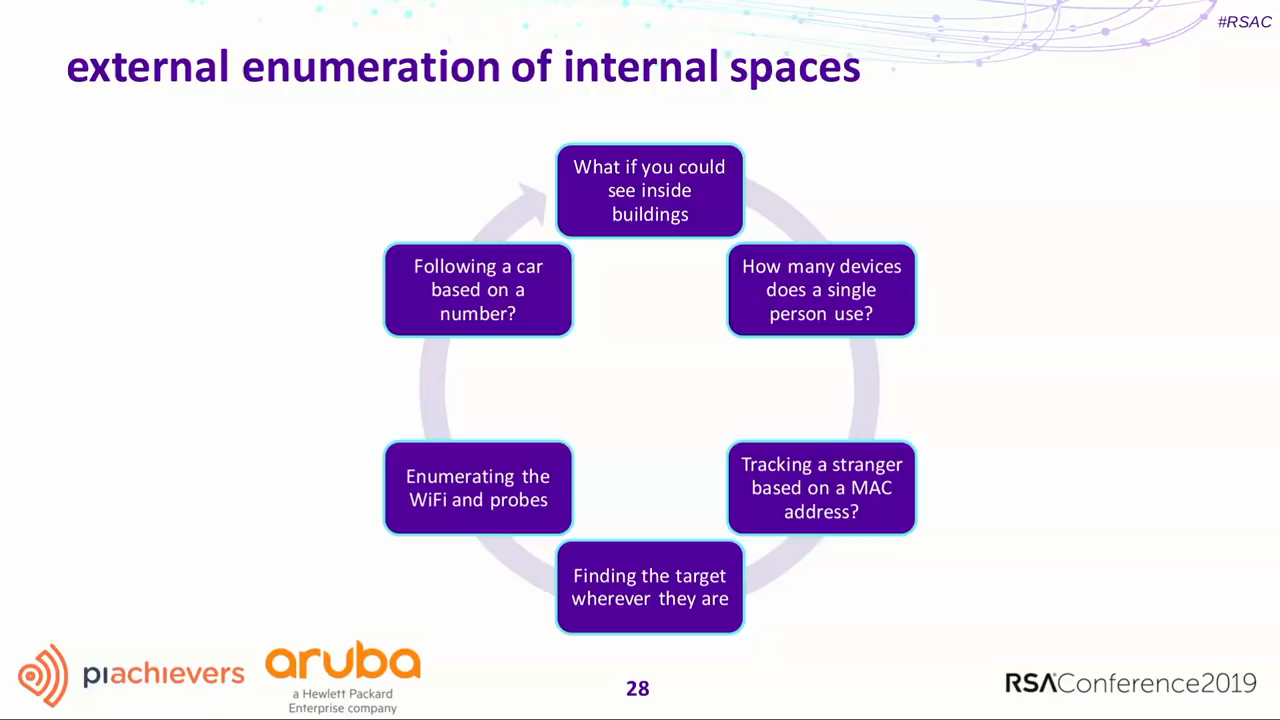 #RSAC
external enumeration of internal spaces
What if you could
see inside
buildings
How many devices
does a single
person use?
Tracking a stranger
based on a MAC
address?
Finding the target
wherever they are
Enumerating the
WiFi and probes
Following a car
based on a
number?
piachievers
aruba
a Hewlett Packard
Enterprise company
28
RSAConference2019